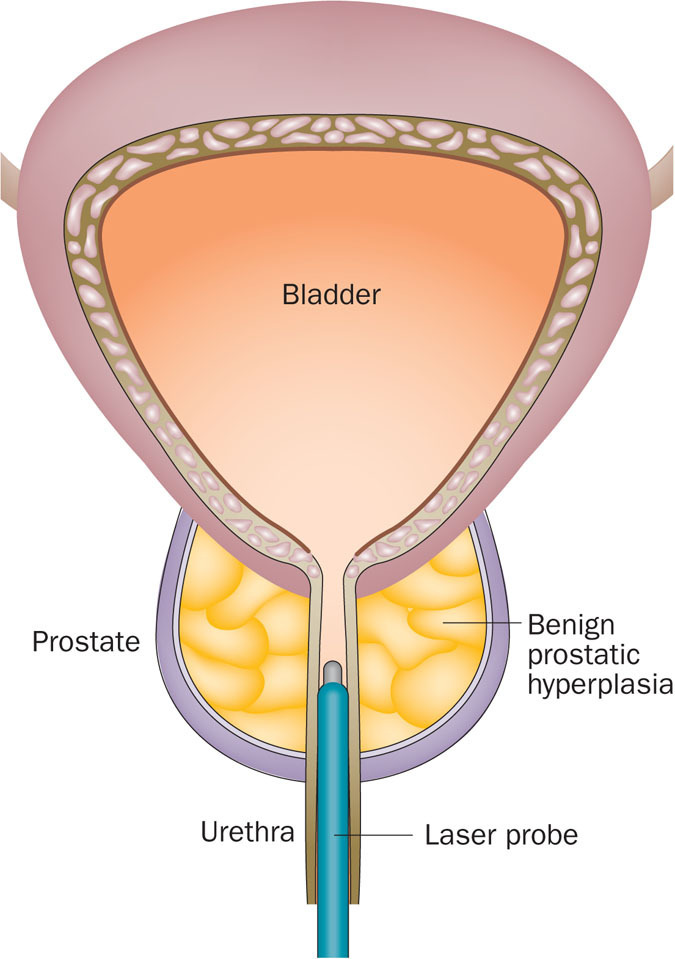 Bladder
Prostate
Benign
prostatic
hyperplasia
Urethra
Laser probe